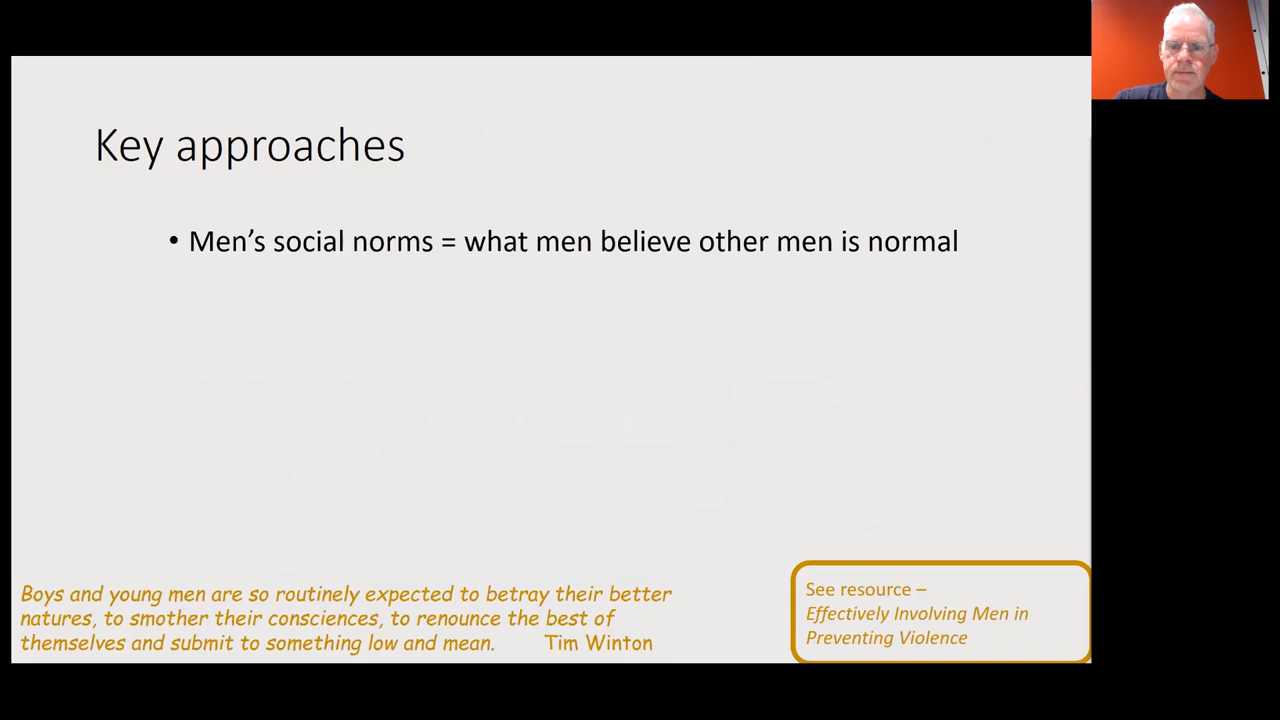 Key approaches
• Men’s social norms = what men believe other men is normal
Boys and young men are so routinely expected to betray their better
natures, to smother their consciences, to renounce the best of
themselves and submit to something low and mean. Tim Winton
See resource –
Effectively Involving Men in
Preventing Violence